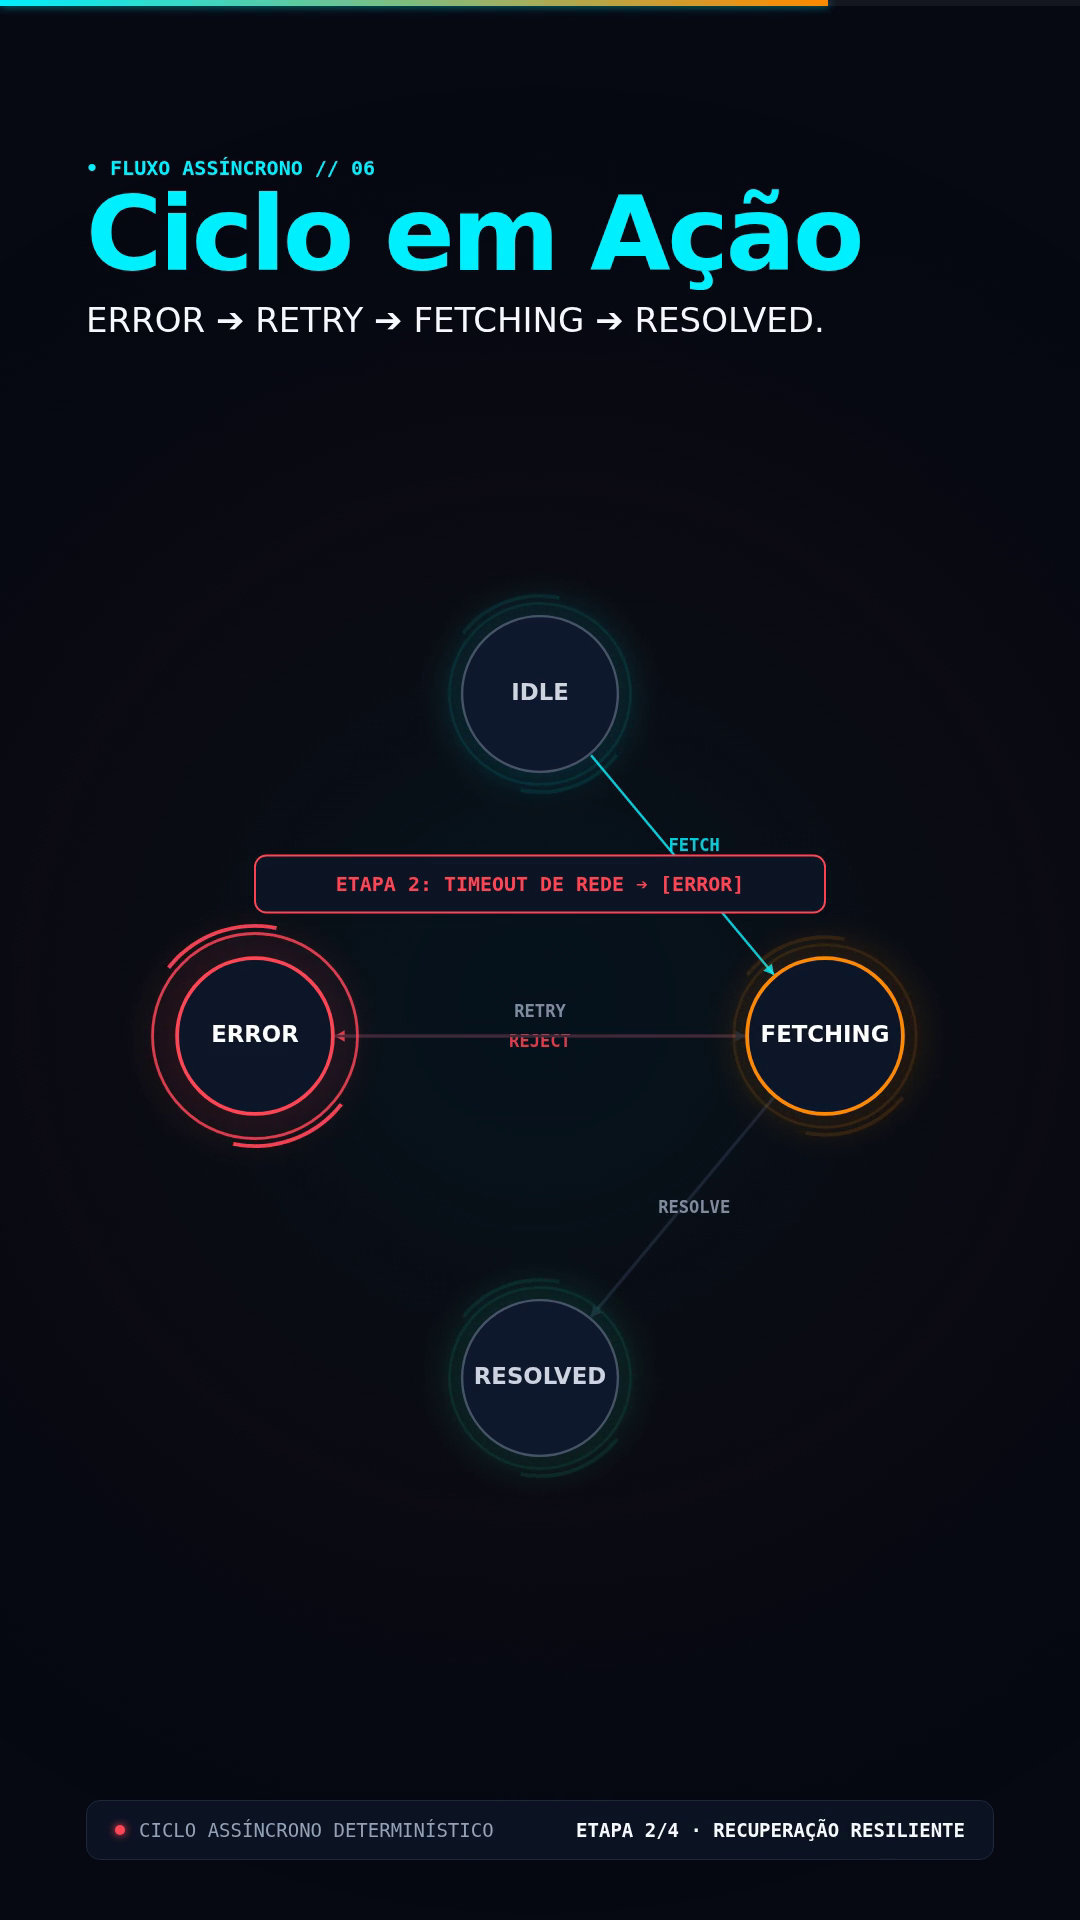 • FLUXO ASSÍNCRONO // 06
Ciclo em Ação
ERROR ➔ RETRY ➔ FETCHING ➔ RESOLVED.
IDLE
FETCH
ETAPA 2: TIMEOUT DE REDE → [ERROR]
RETRY
ERROR
FETCHING
REJECT
RESOLVE
RESOLVED
CICLO ASSÍNCRONO DETERMINÍSTICO
ETAPA 2/4 · RECUPERAÇÃO RESILIENTE